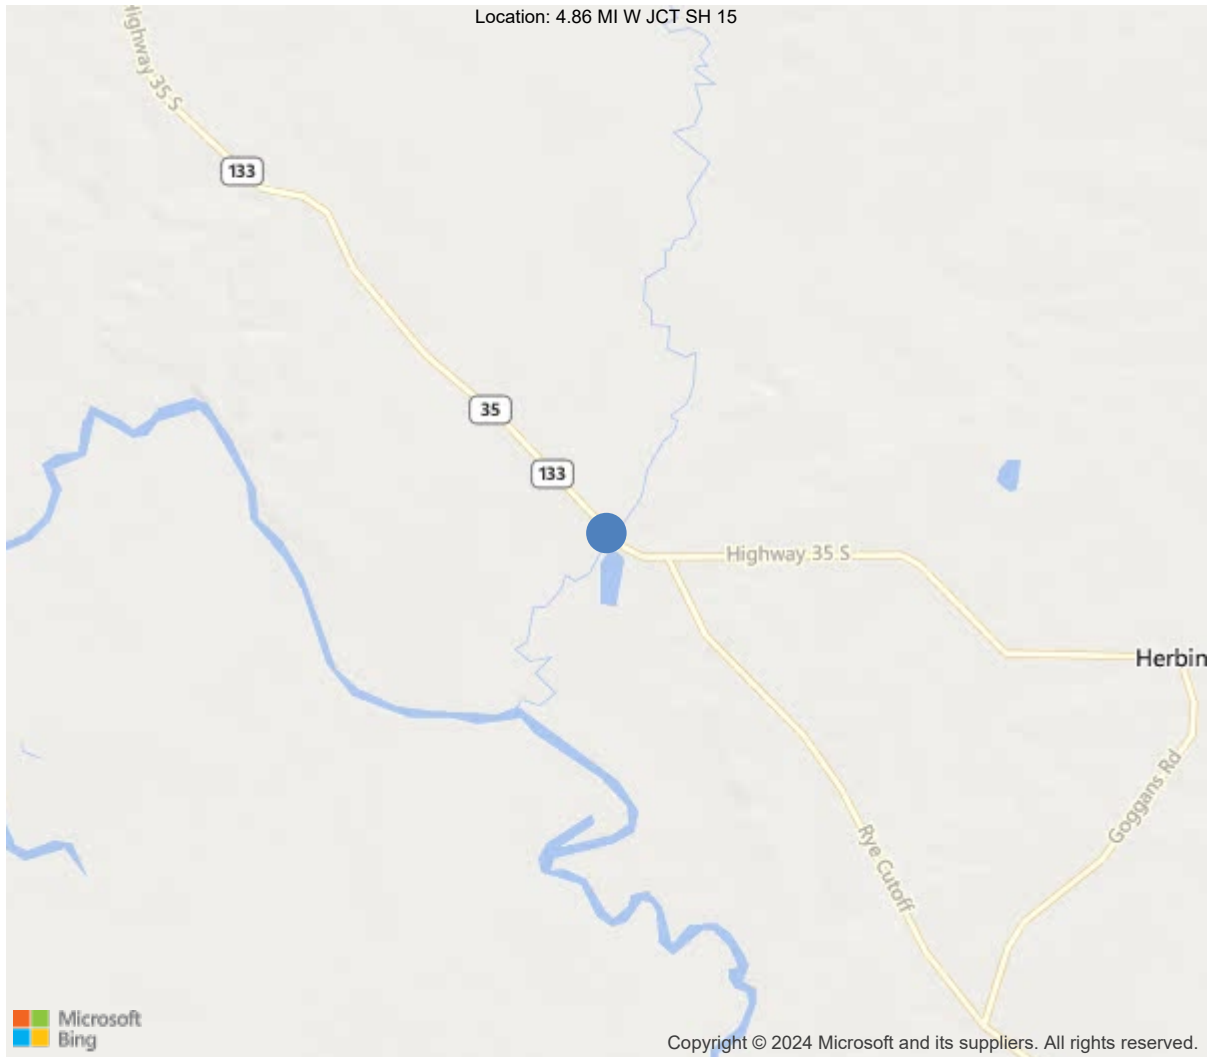 Location: 4.86 MI W JCT SH 15
Highway 35 S
133
35
133
Highway 35 S
Herbin
Goggans Rd
Rye Cutoff
Microsoft
Bing
Copyright © 2024 Microsoft and its suppliers. All rights reserved.